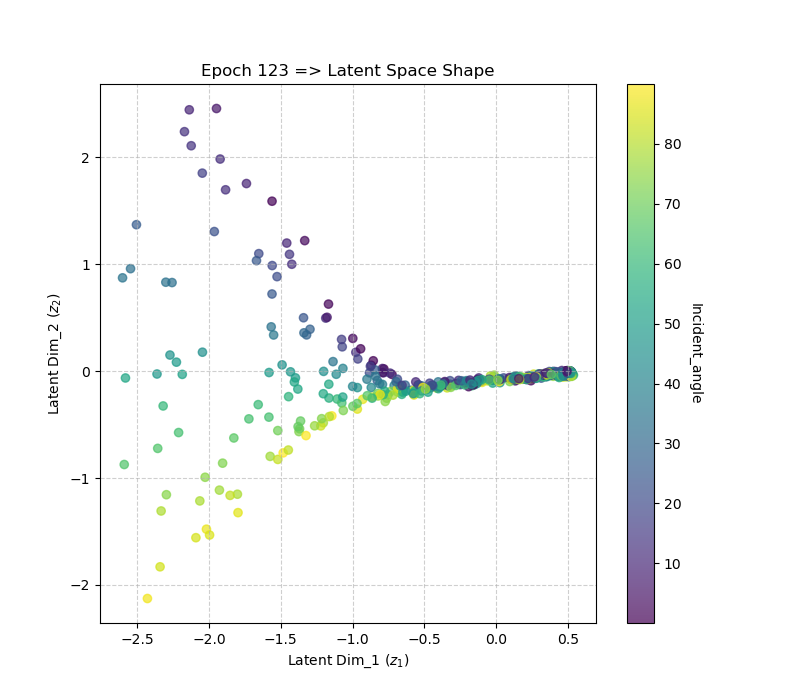 Epoch 123 => Latent Space Shape
Latent Dim_2 (z₂)
2
1
0
−1
−2
−2.5 −2.0 −1.5 −1.0 −0.5 0.0 0.5
Latent Dim_1 (z₁)
80
70
60
50
40
30
20
10
Incident_angle